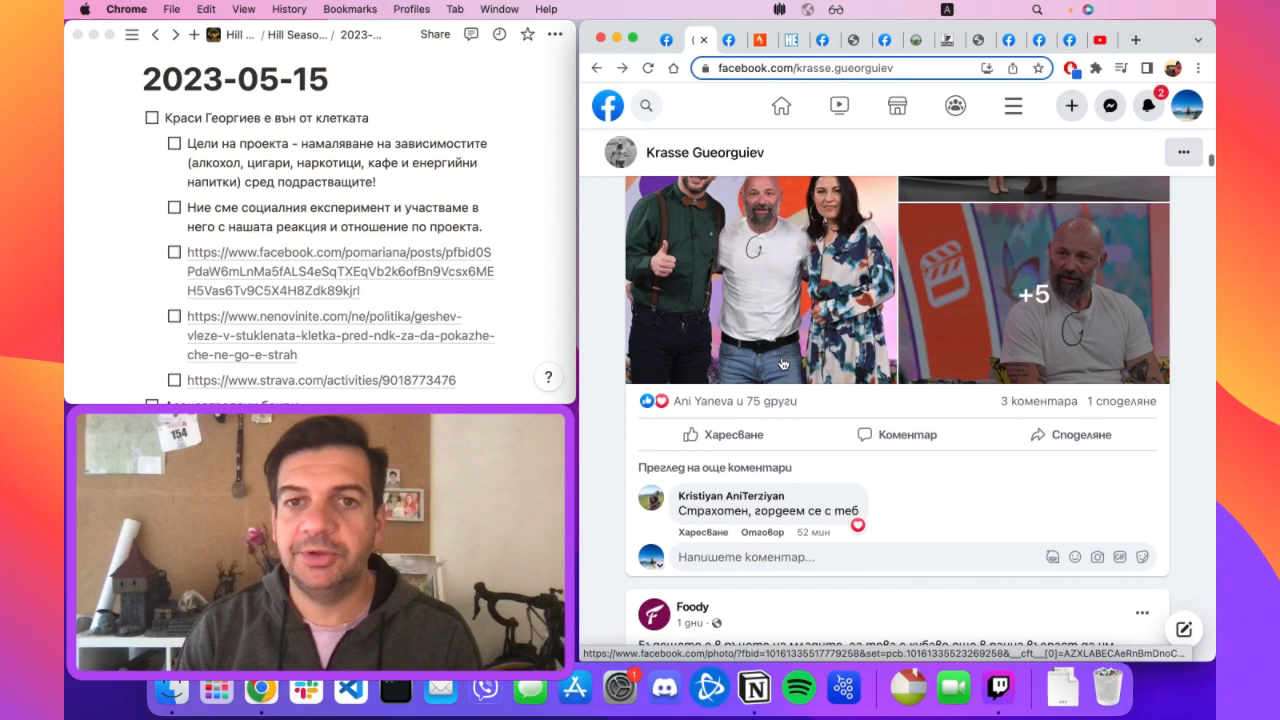 Chrome File Edit View History Bookmarks Profiles Tab Window Help
A
Hill ... / Hill Seaso... / 2023-...
Share
2023-05-15
Краси Георгиев е вън от клетката
Цели на проекта - намаляване на зависимостите
(алкохол, цигари, наркотици, кафе и енергийни
напитки) сред подрастващите!
Ние сме социалния експеримент и участваме в
него с нашата реакция и отношение по проекта.
https://www.facebook.com/pomariana/posts/pfbid0S
PdaW6mLnMa5fALS4eSqTXEqVb2k6ofBn9Vcsx6ME
H5Vas6Tv9C5X4H8Zdk89kjrl
https://www.nenovinite.com/ne/politika/geshev-
vleze-v-stuklenata-kletka-pred-ndk-za-da-pokazhe-
che-ne-go-e-strah
https://www.strava.com/activities/9018773476
?
154
facebook.com/krasse.gueorguiev
2
Krasse Gueorguiev
+5
Ani Yaneva и 75 други
3 коментара 1 споделяне
Харесване Коментар Споделяне
Преглед на още коментари
Kristiyan AniTerziyan
Страхотен, гордеем се с теб
Харесване Отговор 52 мин
Напишете коментар...
GIF
Foody
1 дни ·
https://www.facebook.com/photo/?fbid=10161335517779258&set=pcb.10161335523269258&__cft__[0]=AZXLABECAeRnBmDnoC...
1